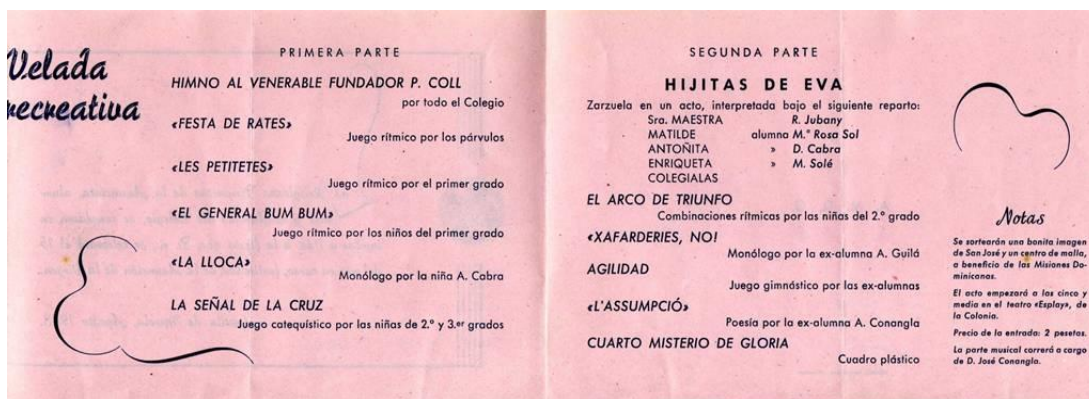 Velada
recreativa
PRIMERA PARTE
HIMNO AL VENERABLE FUNDADOR P. COLL
por todo el Colegio
«FESTA DE RATES»
Juego rítmico por los párvulos
«LES PETITETES»
Juego rítmico por el primer grado
«EL GENERAL BUM BUM»
Juego rítmico por los niños del primer grado
«LA LLOCA»
Monólogo por la niña A. Cabra
LA SEÑAL DE LA CRUZ
Juego catequístico por las niñas de 2.º y 3.er grados
SEGUNDA PARTE
HIJITAS DE EVA
Zarzuela en un acto, interpretada bajo el siguiente reparto:
Sra. MAESTRA R. Jubany
MATILDE alumna M.ª Rosa Sol
ANTOÑITA » D. Cabra
ENRIQUETA » M. Solé
COLEGIALAS
EL ARCO DE TRIUNFO
Combinaciones rítmicas por las niñas del 2.º grado
«XAFARDERIES, NO!
Monólogo por la ex-alumna A. Guilá
AGILIDAD
Juego gimnóstico por las ex-alumnas
«L'ASSUMPCIÓ»
Poesía por la ex-alumna A. Conangla
CUARTO MISTERIO DE GLORIA
Cuadro plástico
Notas
Se sortearán una bonita imagen
de San José y un centro de malla,
a beneficio de las Misiones Do-
minicanas.
El acto empezará a las cinco y
media en el teatro «Esplay», de
la Colonia.
Precio de la entrada: 2 pesetas.
La parte musical correrá a cargo
de D. José Conangla.